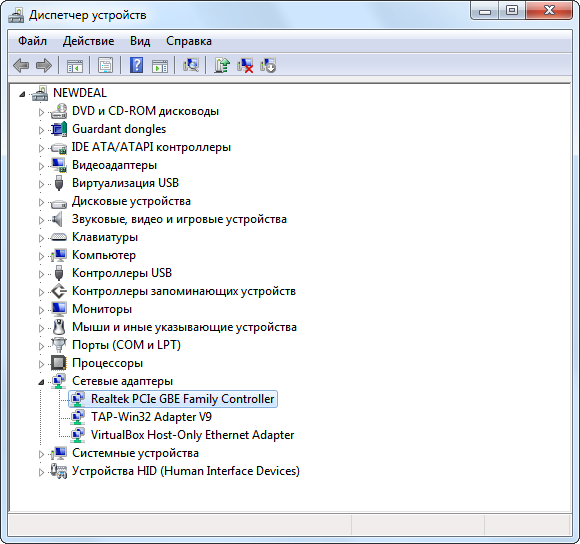 Диспетчер устройств
Файл Действие Вид Справка
NEWDEAL
DVD и CD-ROM дисководы
Guardant dongles
IDE ATA/ATAPI контроллеры
Видеоадаптеры
Виртуализация USB
Дисковые устройства
Звуковые, видео и игровые устройства
Клавиатуры
Компьютер
Контроллеры USB
Контроллеры запоминающих устройств
Мониторы
Мыши и иные указывающие устройства
Порты (COM и LPT)
Процессоры
Сетевые адаптеры
Realtek PCIe GBE Family Controller
TAP-Win32 Adapter V9
VirtualBox Host-Only Ethernet Adapter
Системные устройства
Устройства HID (Human Interface Devices)